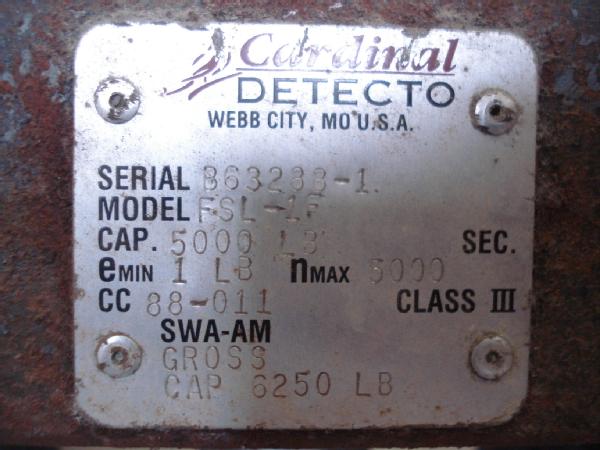 Cardinal
DETECTO
WEBB CITY, MO U.S.A.
SERIAL B63288-1.
MODEL FSL-1F
CAP. 5000 LB SEC.
eMIN 1 LB nMAX 5000
CC 88-011 CLASS III
SWA-AM
GROSS
CAP 6250 LB